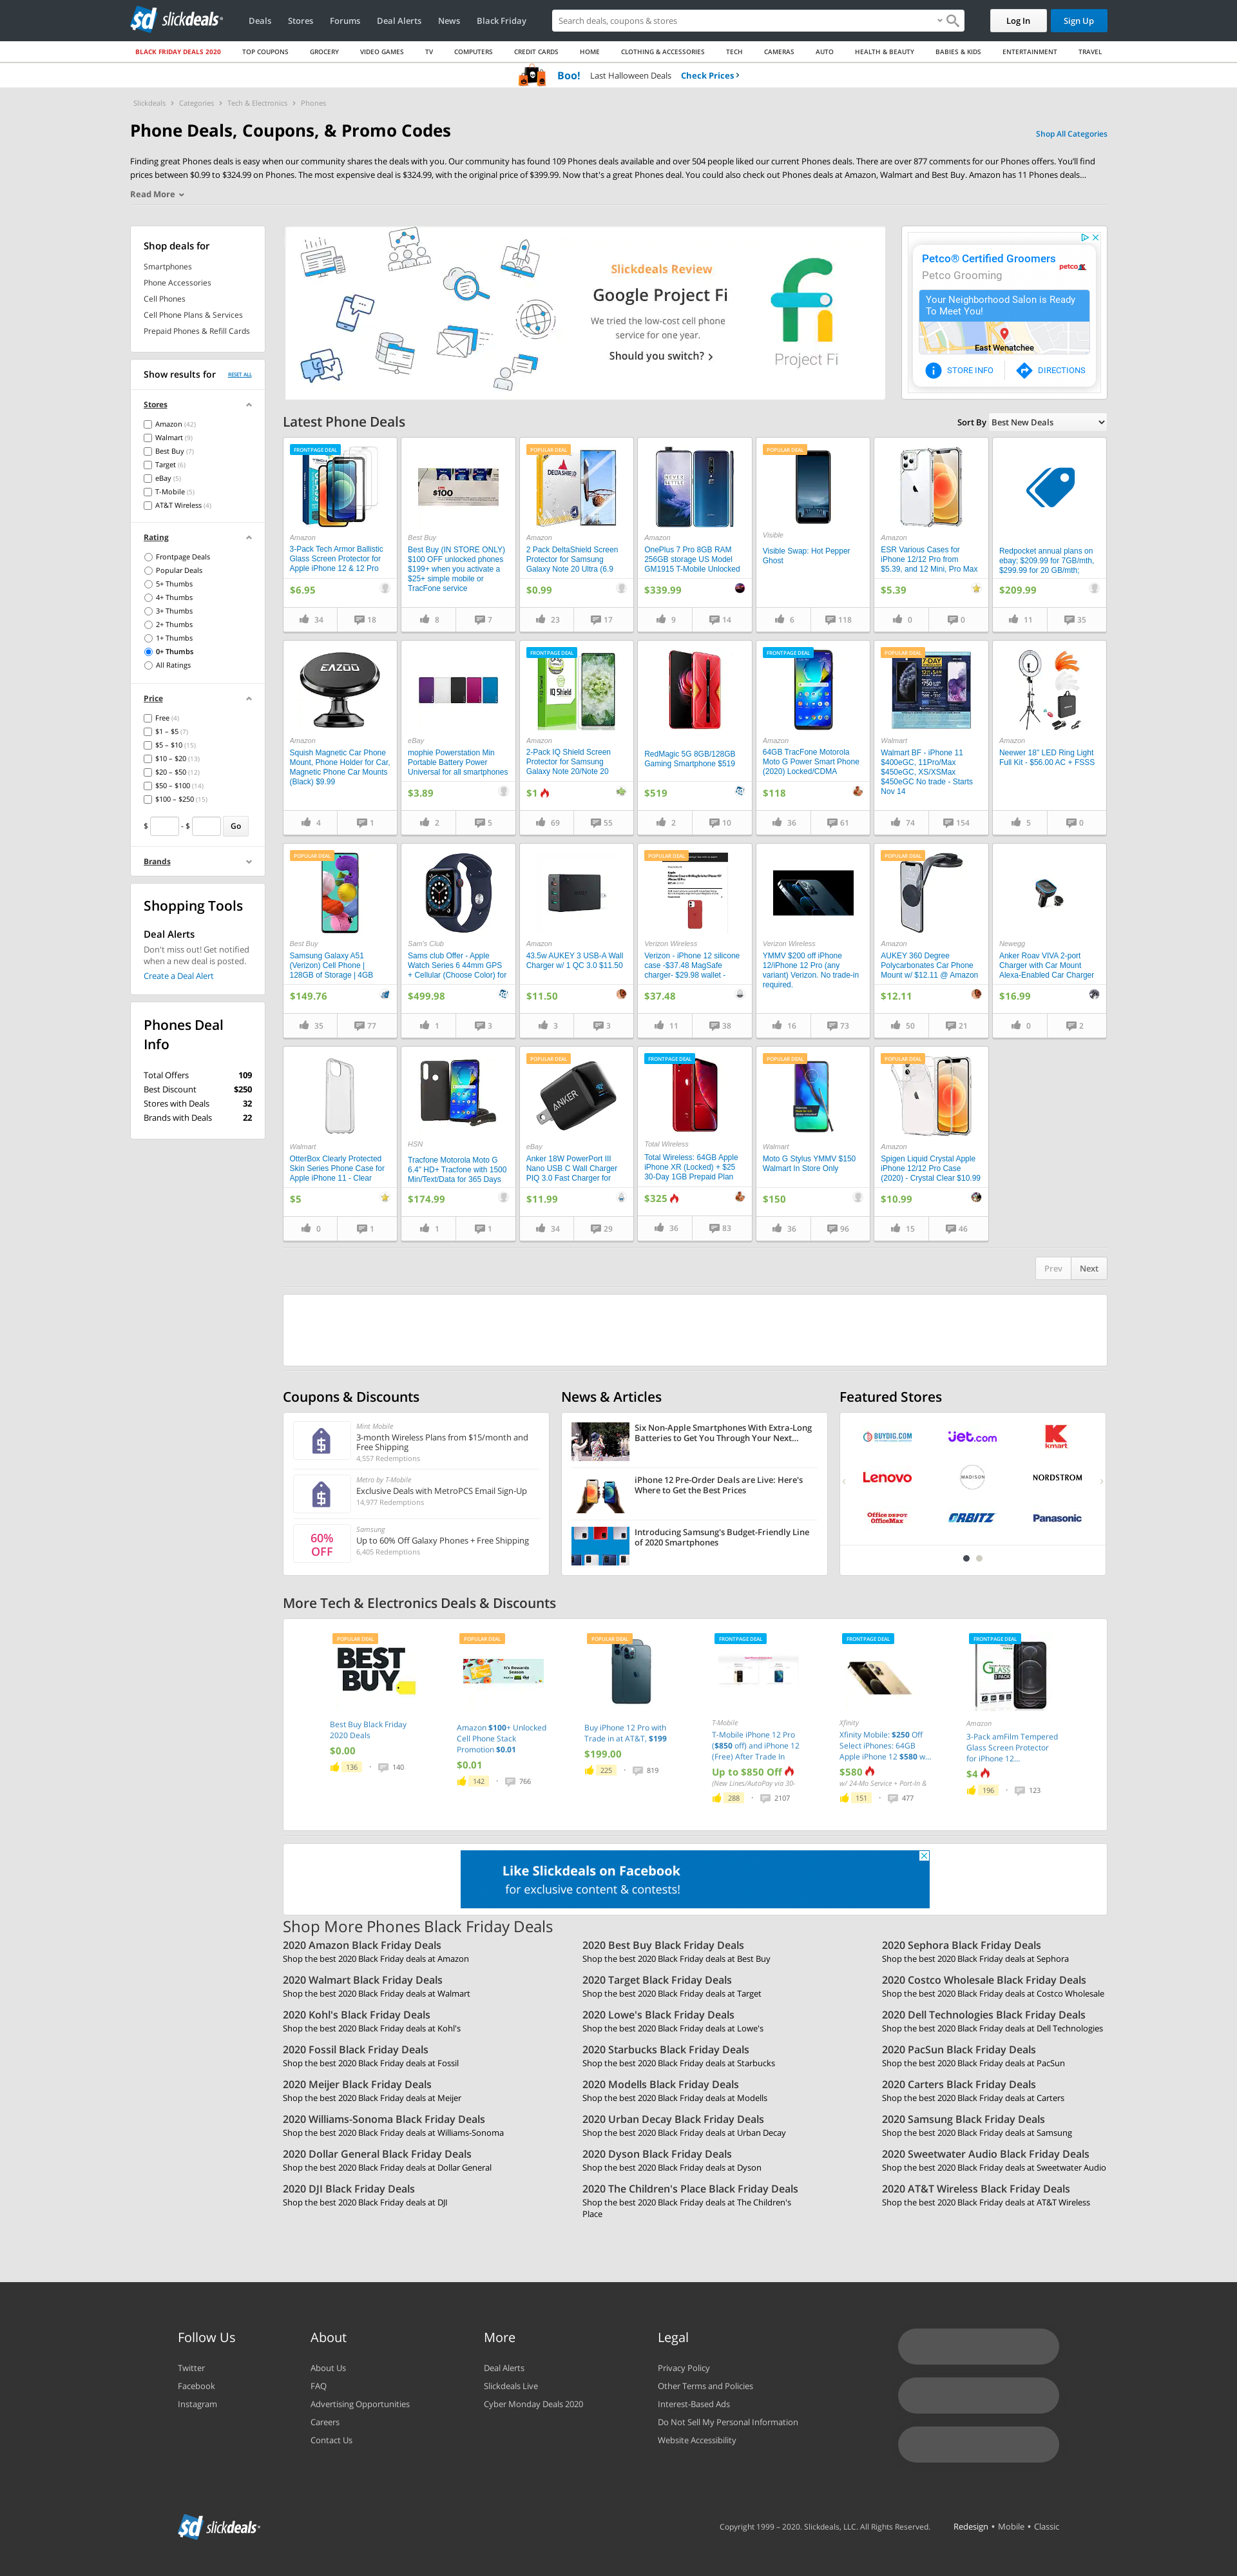 slickdeals
Deals
Stores
Forums
Deal Alerts
News
Black Friday
Search deals, coupons & stores
Log In
Sign Up
BLACK FRIDAY DEALS 2020
TOP COUPONS
GROCERY
VIDEO GAMES
TV
COMPUTERS
CREDIT CARDS
HOME
CLOTHING & ACCESSORIES
TECH
CAMERAS
AUTO
HEALTH & BEAUTY
BABIES & KIDS
ENTERTAINMENT
TRAVEL
Boo! Last Halloween Deals Check Prices ›
Slickdeals › Categories › Tech & Electronics › Phones
Phone Deals, Coupons, & Promo Codes
Shop All Categories
Finding great Phones deals is easy when our community shares the deals with you. Our community has found 109 Phones deals available and over 504 people liked our current Phones deals. There are over 877 comments for our Phones offers. You'll find
prices between $0.99 to $324.99 on Phones. The most expensive deal is $324.99, with the original price of $399.99. Now that's a great Phones deal. You could also check out Phones deals at Amazon, Walmart and Best Buy. Amazon has 11 Phones deals...
Read More
Shop deals for
Smartphones
Phone Accessories
Cell Phones
Cell Phone Plans & Services
Prepaid Phones & Refill Cards
Show results for
RESET ALL
Stores
Amazon (42)
Walmart (9)
Best Buy (7)
Target (6)
eBay (5)
T-Mobile (5)
AT&T Wireless (4)
Rating
Frontpage Deals
Popular Deals
5+ Thumbs
4+ Thumbs
3+ Thumbs
2+ Thumbs
1+ Thumbs
0+ Thumbs
All Ratings
Price
Free (4)
$1 – $5 (7)
$5 – $10 (15)
$10 – $20 (13)
$20 – $50 (12)
$50 – $100 (14)
$100 – $250 (15)
$ - $ Go
Brands
Shopping Tools
Deal Alerts
Don't miss out! Get notified
when a new deal is posted.
Create a Deal Alert
Phones Deal
Info
Total Offers 109
Best Discount $250
Stores with Deals 32
Brands with Deals 22
Slickdeals Review
Google Project Fi
We tried the low-cost cell phone
service for one year.
Should you switch? ›
Project Fi
Petco® Certified Groomers
Petco Grooming
petco
Your Neighborhood Salon is Ready
To Meet You!
East Wenatchee
STORE INFO
DIRECTIONS
Latest Phone Deals
Sort By Best New Deals
FRONTPAGE DEAL
Amazon
3-Pack Tech Armor Ballistic
Glass Screen Protector for
Apple iPhone 12 & 12 Pro
$6.95
34 18
$100
Best Buy
Best Buy (IN STORE ONLY)
$100 OFF unlocked phones
$199+ when you activate a
$25+ simple mobile or
TracFone service
8 7
POPULAR DEAL
Amazon
2 Pack DeltaShield Screen
Protector for Samsung
Galaxy Note 20 Ultra (6.9
$0.99
23 17
Amazon
OnePlus 7 Pro 8GB RAM
256GB storage US Model
GM1915 T-Mobile Unlocked
$339.99
9 14
POPULAR DEAL
Visible
Visible Swap: Hot Pepper
Ghost
6 118
Amazon
ESR Various Cases for
iPhone 12/12 Pro from
$5.39, and 12 Mini, Pro Max
$5.39
0 0
Redpocket annual plans on
ebay; $209.99 for 7GB/mth,
$299.99 for 20 GB/mth;
$209.99
11 35
EAZOO
Amazon
Squish Magnetic Car Phone
Mount, Phone Holder for Car,
Magnetic Phone Car Mounts
(Black) $9.99
4 1
eBay
mophie Powerstation Min
Portable Battery Power
Universal for all smartphones
$3.89
2 5
FRONTPAGE DEAL
IQ Shield
Amazon
2-Pack IQ Shield Screen
Protector for Samsung
Galaxy Note 20/Note 20
$1
69 55
RedMagic 5G 8GB/128GB
Gaming Smartphone $519
$519
2 10
FRONTPAGE DEAL
Amazon
64GB TracFone Motorola
Moto G Power Smart Phone
(2020) Locked/CDMA
$118
36 61
POPULAR DEAL
Walmart
Walmart BF - iPhone 11
$400eGC, 11Pro/Max
$450eGC, XS/XSMax
$450eGC No trade - Starts
Nov 14
74 154
Amazon
Neewer 18" LED Ring Light
Full Kit - $56.00 AC + FSSS
5 0
POPULAR DEAL
Best Buy
Samsung Galaxy A51
(Verizon) Cell Phone |
128GB of Storage | 4GB
$149.76
35 77
Sam's Club
Sams club Offer - Apple
Watch Series 6 44mm GPS
+ Cellular (Choose Color) for
$499.98
1 3
Amazon
43.5w AUKEY 3 USB-A Wall
Charger w/ 1 QC 3.0 $11.50
$11.50
3 3
POPULAR DEAL
Verizon Wireless
Verizon - iPhone 12 silicone
case -$37.48 MagSafe
charger- $29.98 wallet -
$37.48
11 38
Verizon Wireless
YMMV $200 off iPhone
12/iPhone 12 Pro (any
variant) Verizon. No trade-in
required.
16 73
POPULAR DEAL
Amazon
AUKEY 360 Degree
Polycarbonates Car Phone
Mount w/ $12.11 @ Amazon
$12.11
50 21
Newegg
Anker Roav VIVA 2-port
Charger with Car Mount
Alexa-Enabled Car Charger
$16.99
0 2
Walmart
OtterBox Clearly Protected
Skin Series Phone Case for
Apple iPhone 11 - Clear
$5
0 1
HSN
Tracfone Motorola Moto G
6.4" HD+ Tracfone with 1500
Min/Text/Data for 365 Days
$174.99
1 1
POPULAR DEAL
ANKER
eBay
Anker 18W PowerPort III
Nano USB C Wall Charger
PIQ 3.0 Fast Charger for
$11.99
34 29
FRONTPAGE DEAL
Total Wireless
Total Wireless: 64GB Apple
iPhone XR (Locked) + $25
30-Day 1GB Prepaid Plan
$325
36 83
POPULAR DEAL
Walmart
Moto G Stylus YMMV $150
Walmart In Store Only
$150
36 96
POPULAR DEAL
Amazon
Spigen Liquid Crystal Apple
iPhone 12/12 Pro Case
(2020) - Crystal Clear $10.99
$10.99
15 46
Prev Next
Coupons & Discounts
Mint Mobile
3-month Wireless Plans from $15/month and
Free Shipping
4,557 Redemptions
Metro by T-Mobile
Exclusive Deals with MetroPCS Email Sign-Up
14,977 Redemptions
60%
OFF
Samsung
Up to 60% Off Galaxy Phones + Free Shipping
6,405 Redemptions
News & Articles
Six Non-Apple Smartphones With Extra-Long
Batteries to Get You Through Your Next...
iPhone 12 Pre-Order Deals are Live: Here's
Where to Get the Best Prices
Introducing Samsung's Budget-Friendly Line
of 2020 Smartphones
Featured Stores
BUYDIG.COM
jet.com
Kmart
Lenovo
MADISON
NORDSTROM
Office DEPOT
OfficeMax
ORBITZ
Panasonic
More Tech & Electronics Deals & Discounts
POPULAR DEAL
BEST
BUY
Best Buy Black Friday
2020 Deals
$0.00
136 • 140
POPULAR DEAL
It's Rewards
Season
Amazon $100+ Unlocked
Cell Phone Stack
Promotion $0.01
$0.01
142 • 766
POPULAR DEAL
Buy iPhone 12 Pro with
Trade in at AT&T, $199
$199.00
225 • 819
FRONTPAGE DEAL
T-Mobile
T-Mobile iPhone 12 Pro
($850 off) and iPhone 12
(Free) After Trade In
Up to $850 Off
(New Lines/AutoPay via 30-
288 • 2107
FRONTPAGE DEAL
Xfinity
Xfinity Mobile: $250 Off
Select iPhones: 64GB
Apple iPhone 12 $580 w...
$580
w/ 24-Mo Service + Port-In &
151 • 477
FRONTPAGE DEAL
GLASS
Amazon
3-Pack amFilm Tempered
Glass Screen Protector
for iPhone 12...
$4
196 • 123
Like Slickdeals on Facebook
for exclusive content & contests!
Shop More Phones Black Friday Deals
2020 Amazon Black Friday Deals
Shop the best 2020 Black Friday deals at Amazon
2020 Best Buy Black Friday Deals
Shop the best 2020 Black Friday deals at Best Buy
2020 Sephora Black Friday Deals
Shop the best 2020 Black Friday deals at Sephora
2020 Walmart Black Friday Deals
Shop the best 2020 Black Friday deals at Walmart
2020 Target Black Friday Deals
Shop the best 2020 Black Friday deals at Target
2020 Costco Wholesale Black Friday Deals
Shop the best 2020 Black Friday deals at Costco Wholesale
2020 Kohl's Black Friday Deals
Shop the best 2020 Black Friday deals at Kohl's
2020 Lowe's Black Friday Deals
Shop the best 2020 Black Friday deals at Lowe's
2020 Dell Technologies Black Friday Deals
Shop the best 2020 Black Friday deals at Dell Technologies
2020 Fossil Black Friday Deals
Shop the best 2020 Black Friday deals at Fossil
2020 Starbucks Black Friday Deals
Shop the best 2020 Black Friday deals at Starbucks
2020 PacSun Black Friday Deals
Shop the best 2020 Black Friday deals at PacSun
2020 Meijer Black Friday Deals
Shop the best 2020 Black Friday deals at Meijer
2020 Modells Black Friday Deals
Shop the best 2020 Black Friday deals at Modells
2020 Carters Black Friday Deals
Shop the best 2020 Black Friday deals at Carters
2020 Williams-Sonoma Black Friday Deals
Shop the best 2020 Black Friday deals at Williams-Sonoma
2020 Urban Decay Black Friday Deals
Shop the best 2020 Black Friday deals at Urban Decay
2020 Samsung Black Friday Deals
Shop the best 2020 Black Friday deals at Samsung
2020 Dollar General Black Friday Deals
Shop the best 2020 Black Friday deals at Dollar General
2020 Dyson Black Friday Deals
Shop the best 2020 Black Friday deals at Dyson
2020 Sweetwater Audio Black Friday Deals
Shop the best 2020 Black Friday deals at Sweetwater Audio
2020 DJI Black Friday Deals
Shop the best 2020 Black Friday deals at DJI
2020 The Children's Place Black Friday Deals
Shop the best 2020 Black Friday deals at The Children's
Place
2020 AT&T Wireless Black Friday Deals
Shop the best 2020 Black Friday deals at AT&T Wireless
Follow Us
Twitter
Facebook
Instagram
About
About Us
FAQ
Advertising Opportunities
Careers
Contact Us
More
Deal Alerts
Slickdeals Live
Cyber Monday Deals 2020
Legal
Privacy Policy
Other Terms and Policies
Interest-Based Ads
Do Not Sell My Personal Information
Website Accessibility
slickdeals
Copyright 1999 – 2020. Slickdeals, LLC. All Rights Reserved.
Redesign • Mobile • Classic